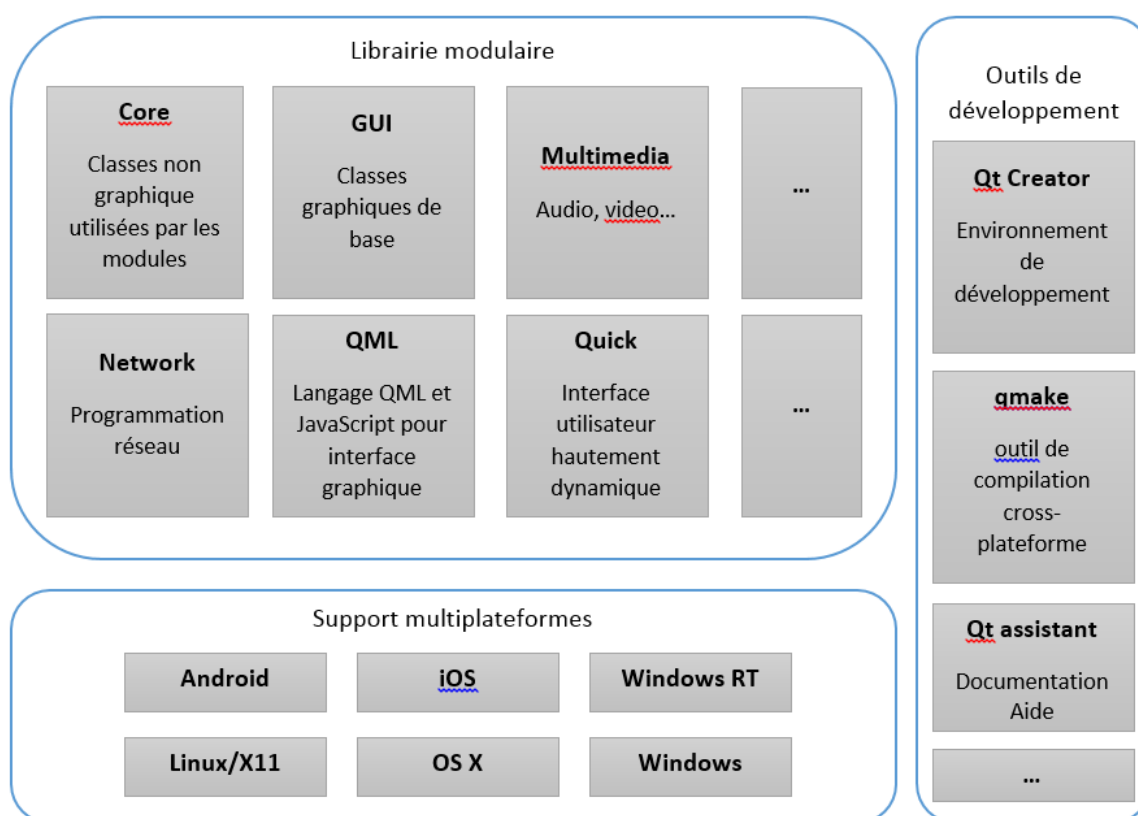 Librairie modulaire
Core
Classes non
graphique
utilisées par les
modules
GUI
Classes
graphiques de
base
Multimedia
Audio, video...
...
Network
Programmation
réseau
QML
Langage QML et
JavaScript pour
interface
graphique
Quick
Interface
utilisateur
hautement
dynamique
...
Support multiplateformes
Android
iOS
Windows RT
Linux/X11
OS X
Windows
Outils de
développement
Qt Creator
Environnement
de
développement
qmake
outil de
compilation
cross-
plateforme
Qt assistant
Documentation
Aide
...